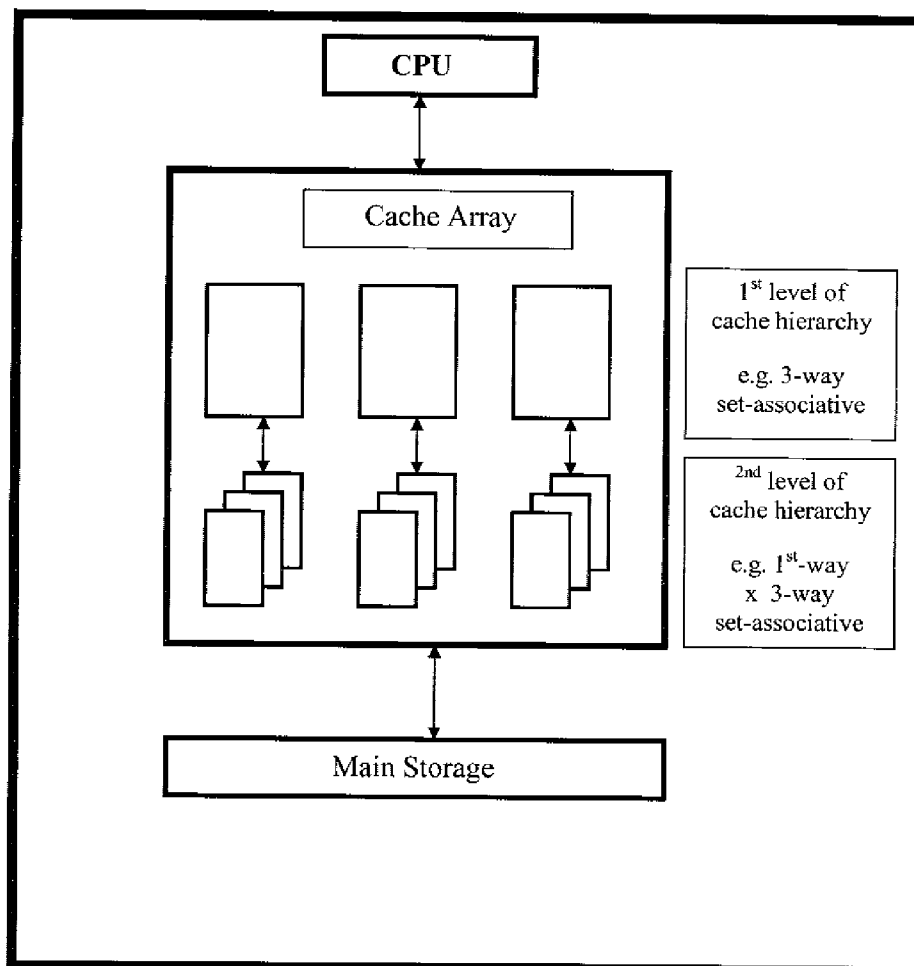 CPU
Cache Array
1st level of
cache hierarchy
e.g. 3-way
set-associative
2nd level of
cache hierarchy
e.g. 1st-way
x 3-way
set-associative
Main Storage